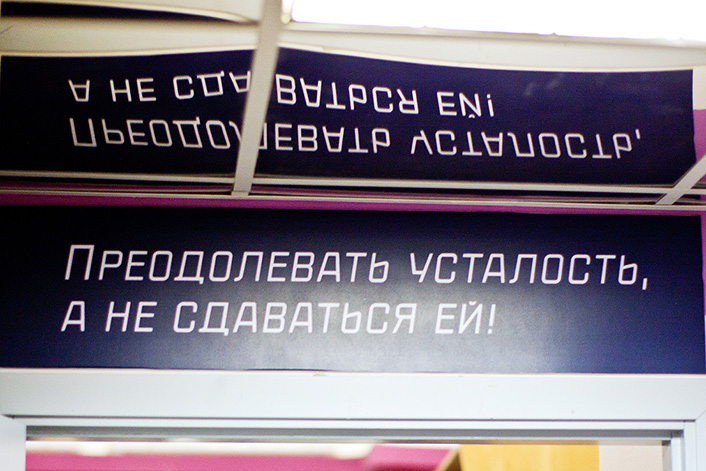 Преодолевать усталость,
а не сдаваться ей!